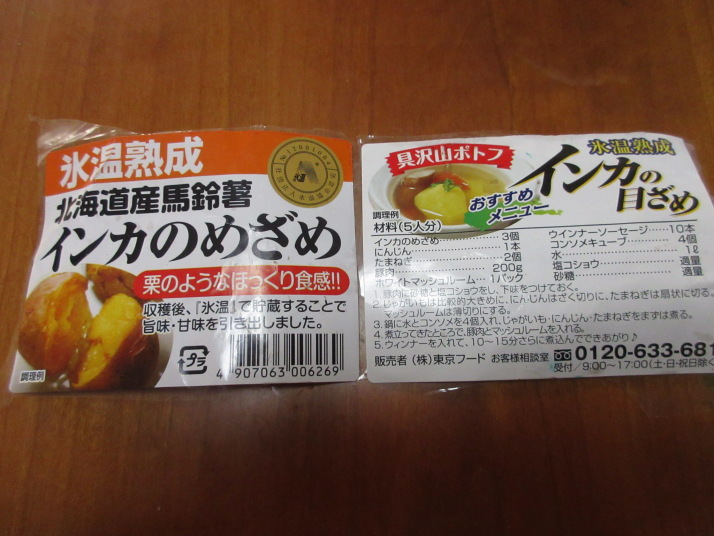 氷温熟成
北海道産馬鈴薯
インカのめざめ
栗のようなほっくり食感!!
収穫後、「氷温」で貯蔵することで
旨味・甘味を引き出しました。
プラ
調理例
4 907063 006269
具沢山ポトフ
おすすめ
メニュー
調理例
氷温熟成
インカの
目ざめ
材料(5人分)
インカのめざめ 3個
にんじん 1本
たまねぎ 2個
豚肉 200g
ホワイトマッシュルーム 1パック
ウインナーソーセージ 10本
コンソメキューブ 4個
水 1ℓ
塩コショウ 適量
砂糖 適量
1.豚肉に砂糖と塩コショウをし、下味をつけておく。
2.じゃがいもは比較的大きめに、にんじんはざく切りに、たまねぎは扇状に切る。
マッシュルームは薄切りにする。
3.鍋に水とコンソメを4個入れ、じゃがいも・にんじん・たまねぎをまずは煮る。
4.煮立ってきたところで、豚肉とマッシュルームを入れる。
5.ウィンナーを入れて、10~15分さらに煮込んでできあがり♪
販売者 (株)東京フード お客様相談室 0120-633-681
受付/9:00~17:00(土・日・祝日除く